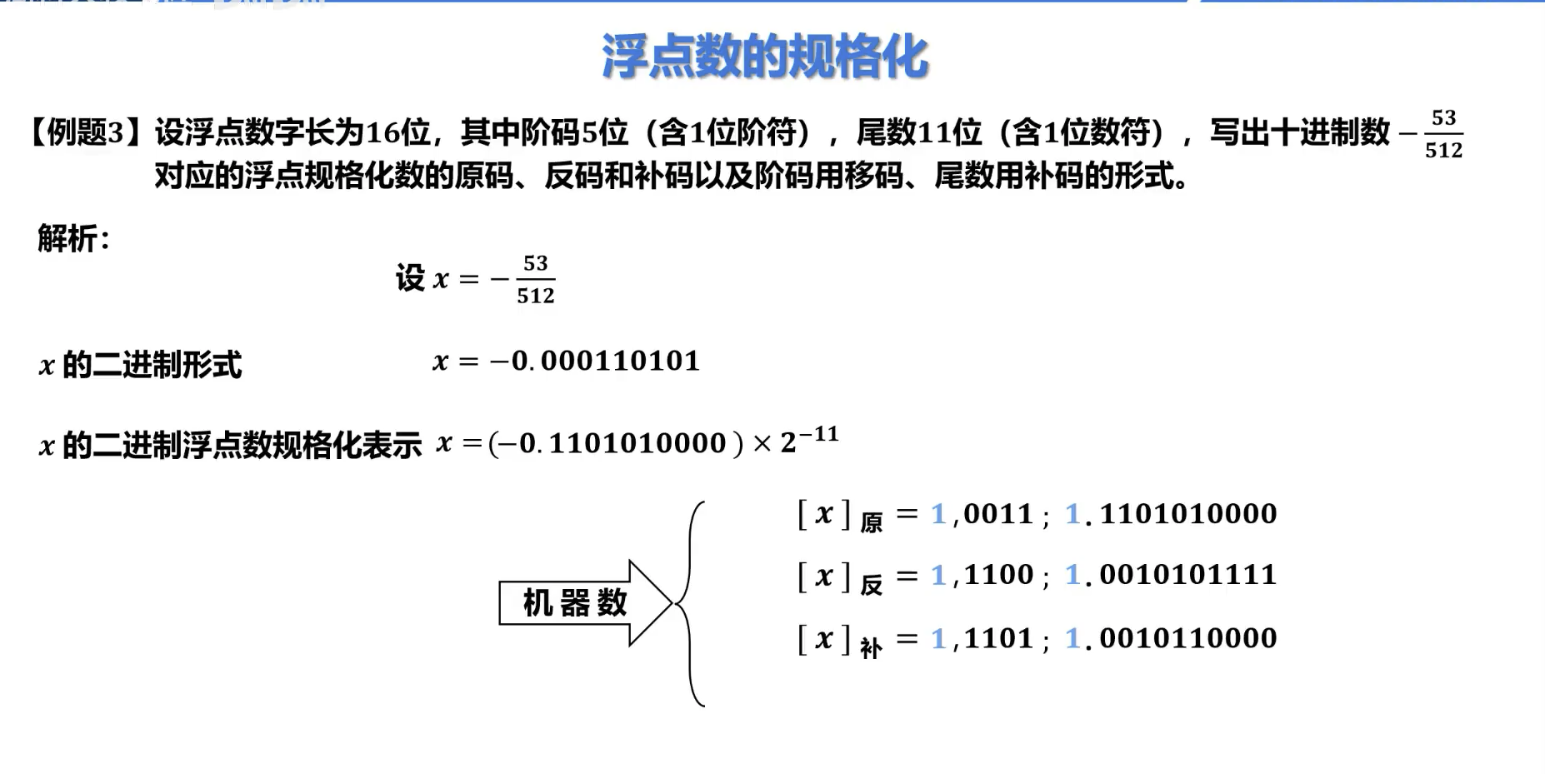 浮点数的规格化
【例题3】设浮点数字长为16位，其中阶码5位（含1位阶符），尾数11位（含1位数符），写出十进制数 − 53/512
对应的浮点规格化数的原码、反码和补码以及阶码用移码、尾数用补码的形式。
解析：
设 x = − 53/512
x 的二进制形式 x = −0.000110101
x 的二进制浮点数规格化表示 x =(−0.1101010000) × 2^−11
[x]原 = 1,0011; 1.1101010000
[x]反 = 1,1100; 1.0010101111
机器数
[x]补 = 1,1101; 1.0010110000